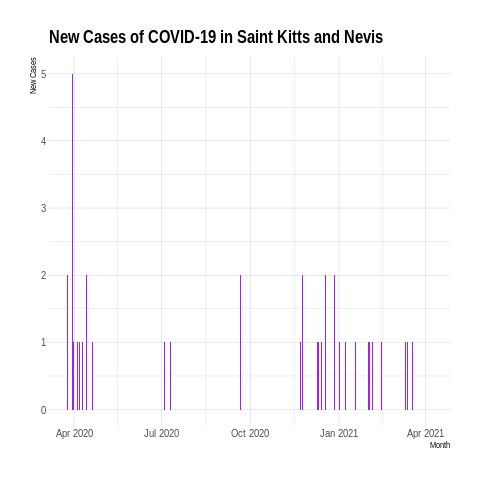 New Cases of COVID-19 in Saint Kitts and Nevis
New Cases
5
4
3
2
1
0
Apr 2020 Jul 2020 Oct 2020 Jan 2021 Apr 2021
Month